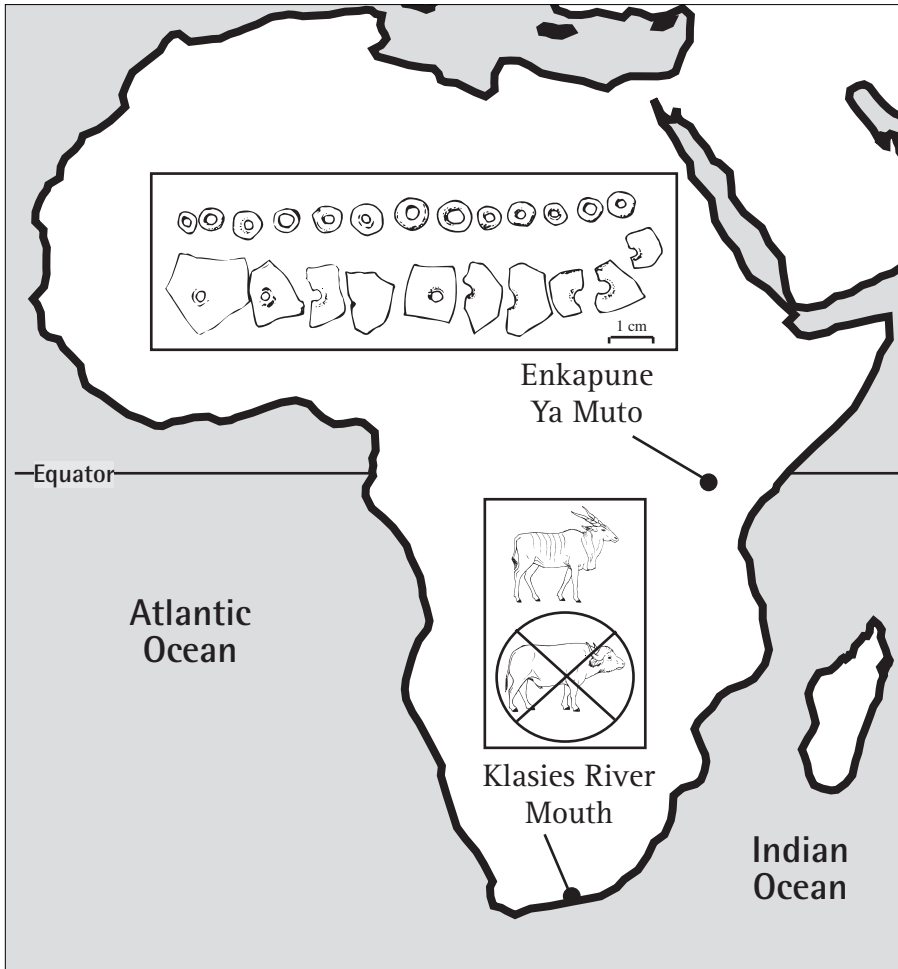 1 cm
Enkapune
Ya Muto
Equator
Atlantic
Ocean
Klasies River
Mouth
Indian
Ocean